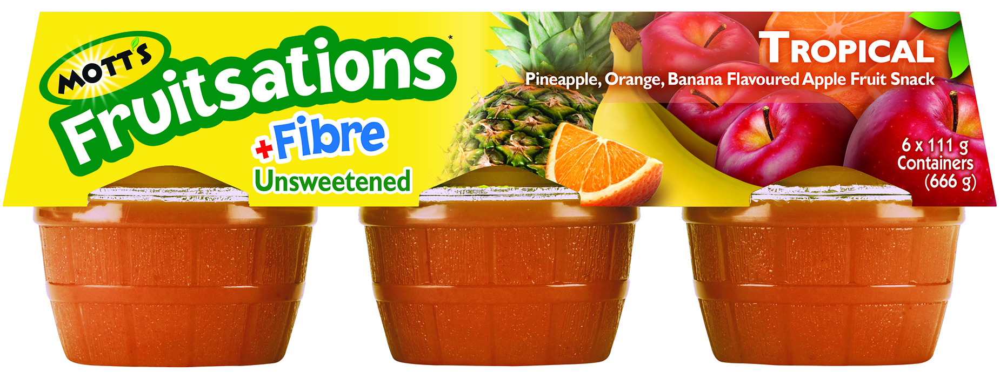 MOTT'S
Fruitsations*
+Fibre
Unsweetened
TROPICAL
Pineapple, Orange, Banana Flavoured Apple Fruit Snack
6 x 111 g
Containers
(666 g)